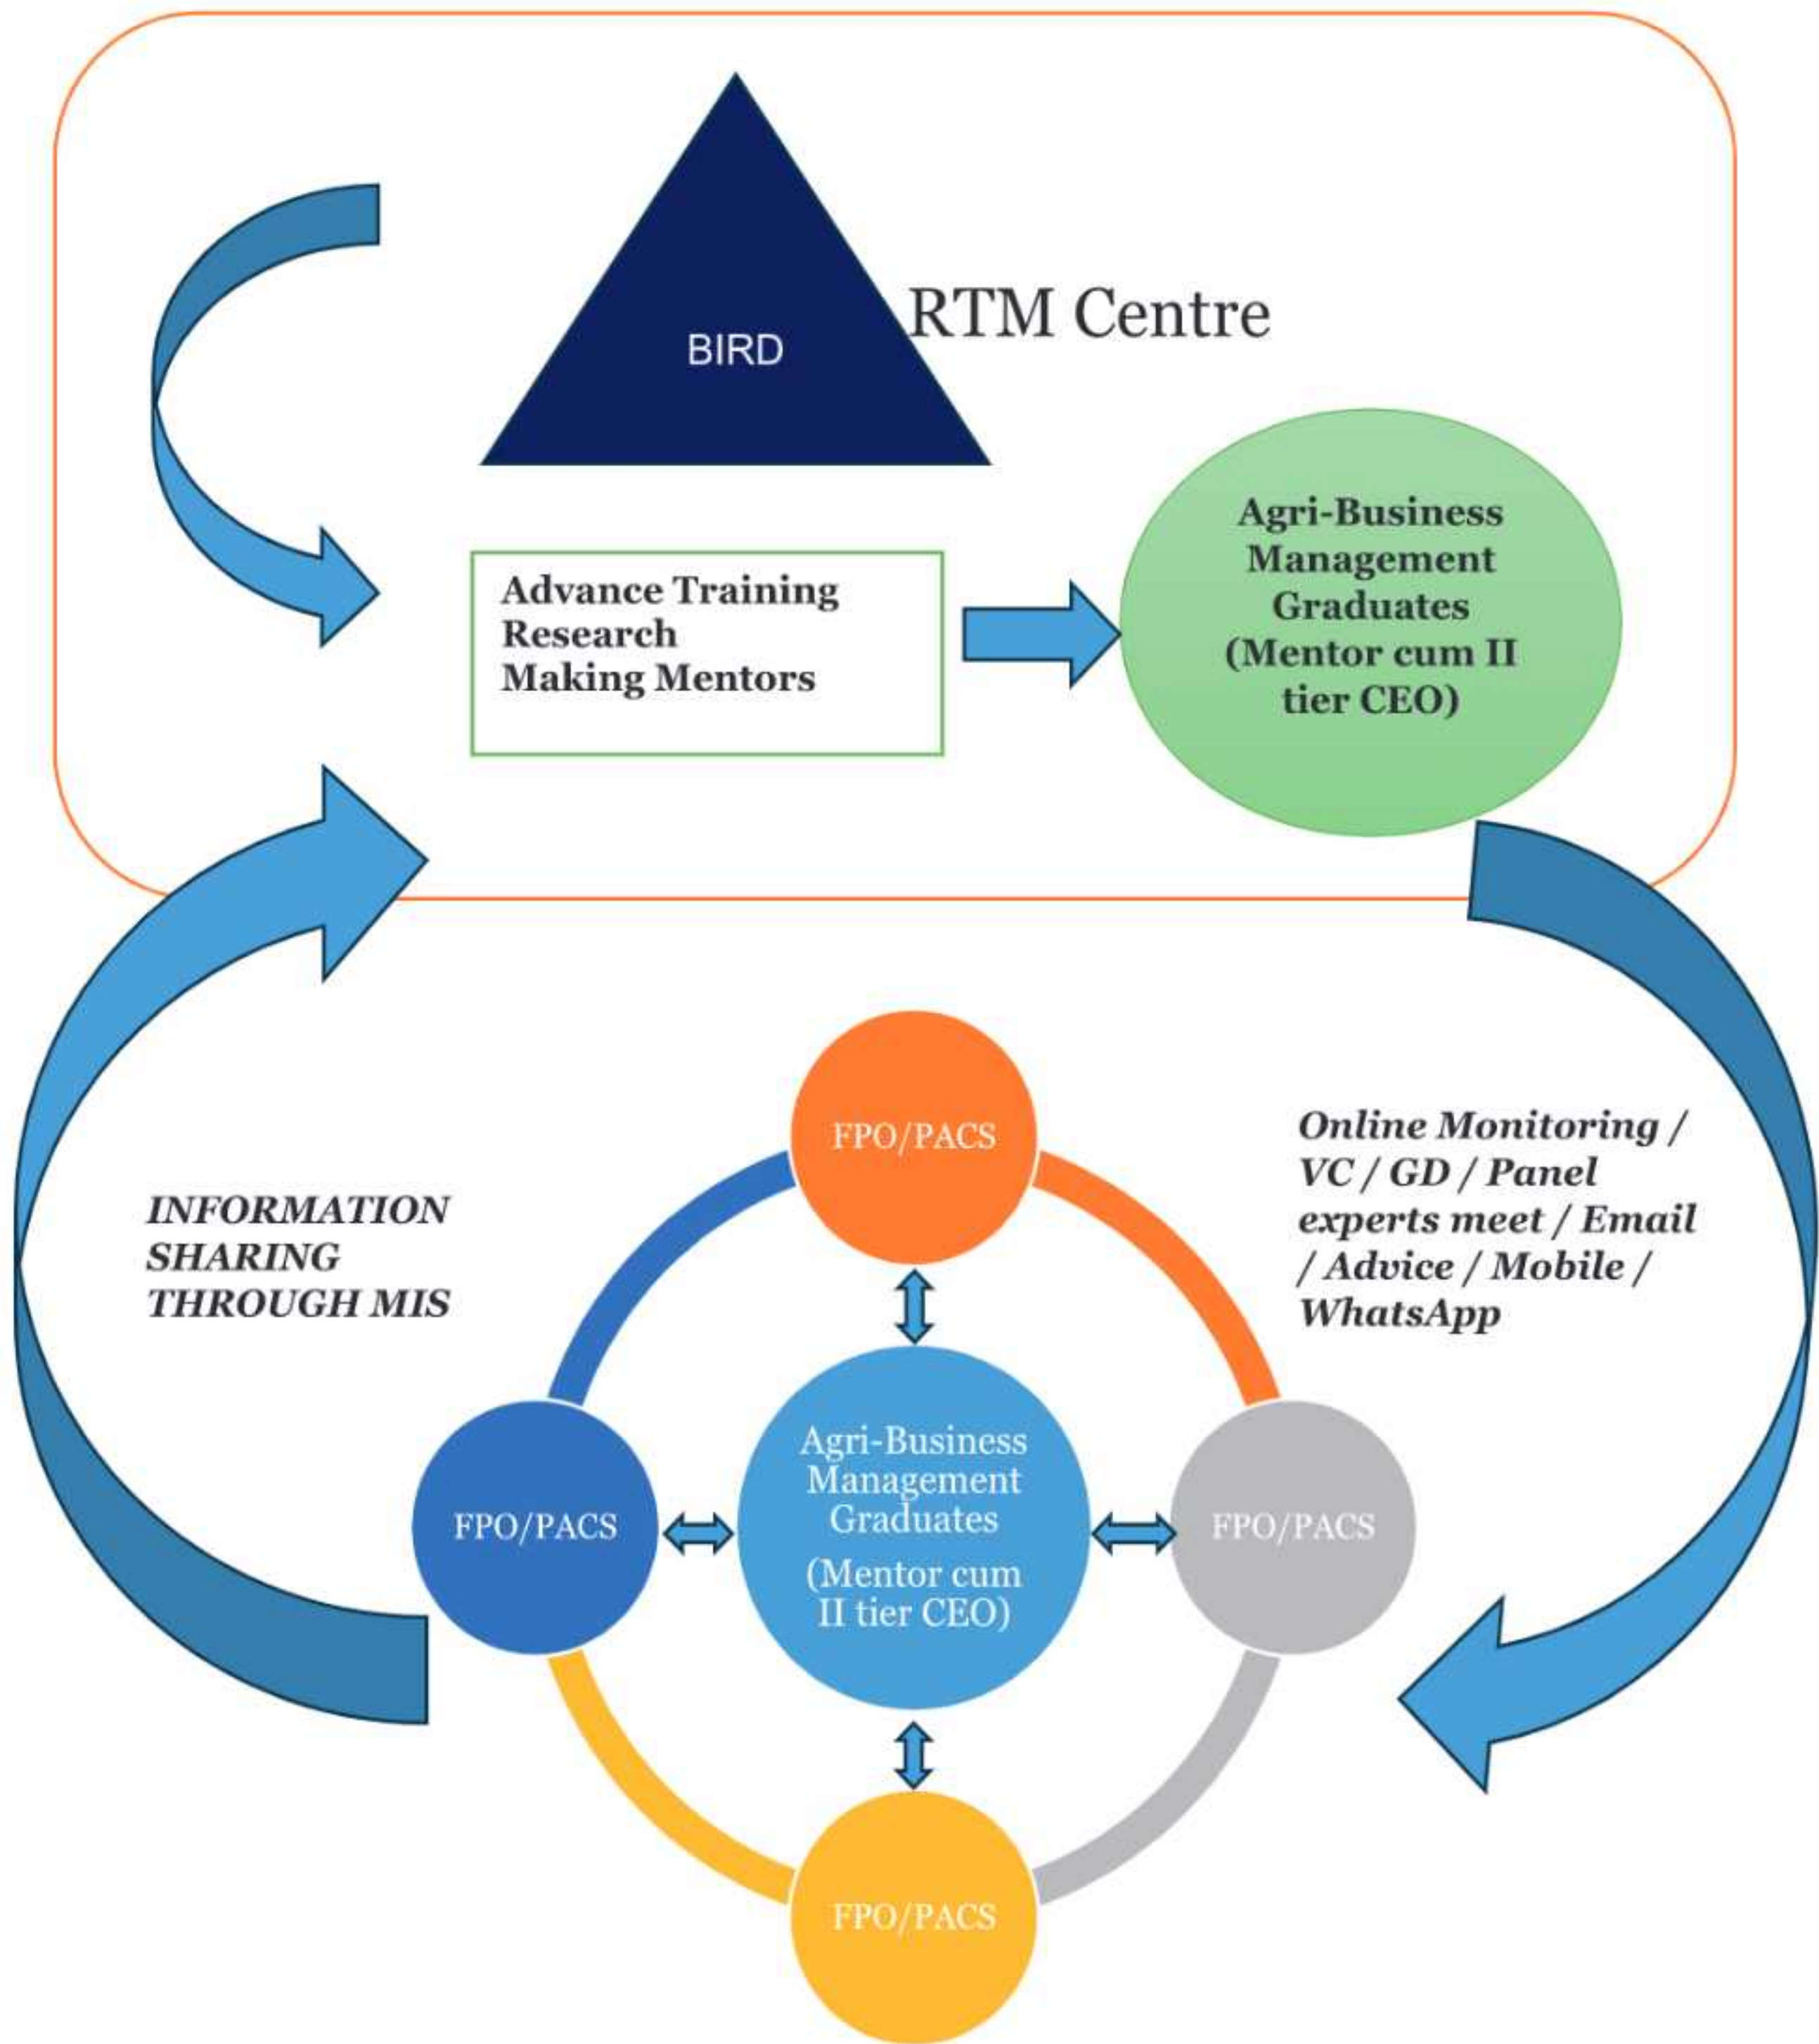 RTM Centre
BIRD
Agri-Business
Management
Graduates
(Mentor cum II
tier CEO)
Advance Training
Research
Making Mentors
FPO/PACS
Online Monitoring /
VC / GD / Panel
experts meet / Email
/ Advice / Mobile /
WhatsApp
INFORMATION
SHARING
THROUGH MIS
Agri-Business
Management
Graduates
(Mentor cum
II tier CEO)
FPO/PACS
FPO/PACS
FPO/PACS